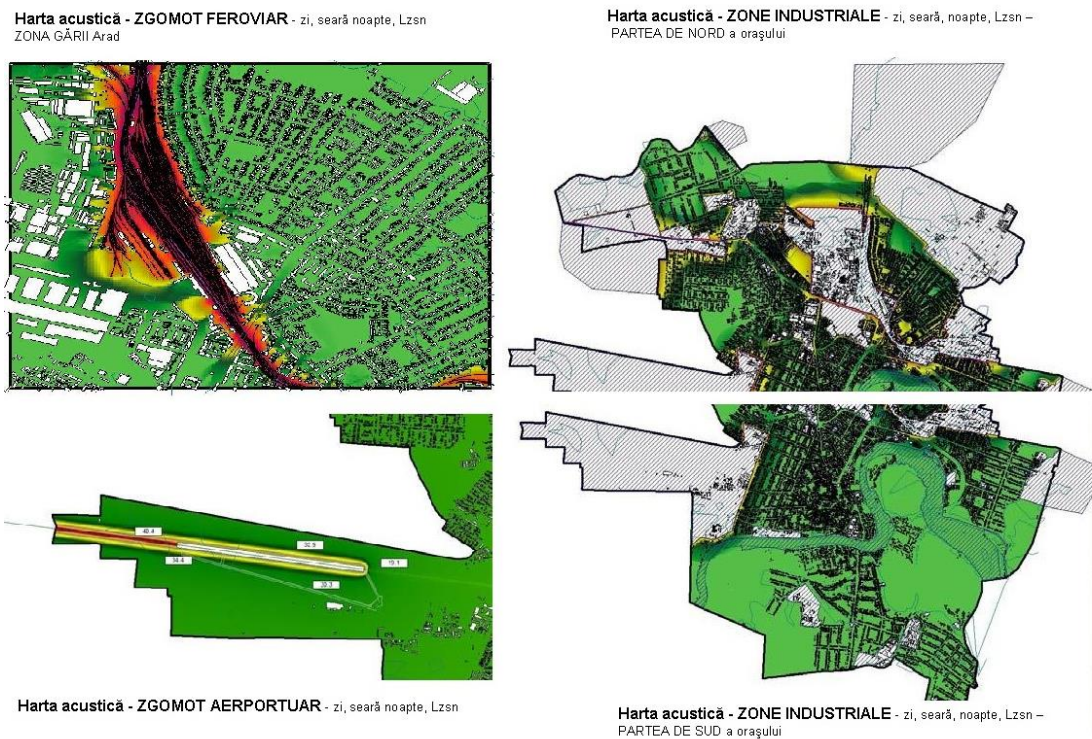 Harta acustică - ZGOMOT FEROVIAR - zi, seară noapte, Lzsn
ZONA GĂRII Arad
Harta acustică - ZONE INDUSTRIALE - zi, seară, noapte, Lzsn –
PARTEA DE NORD a oraşului
Harta acustică - ZGOMOT AERPORTUAR - zi, seară noapte, Lzsn
Harta acustică - ZONE INDUSTRIALE - zi, seară, noapte, Lzsn –
PARTEA DE SUD a oraşului